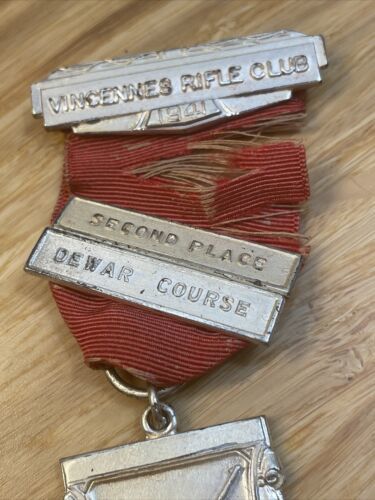 VINCENNES RIFLE CLUB
1941
SECOND PLACE
DEWAR COURSE